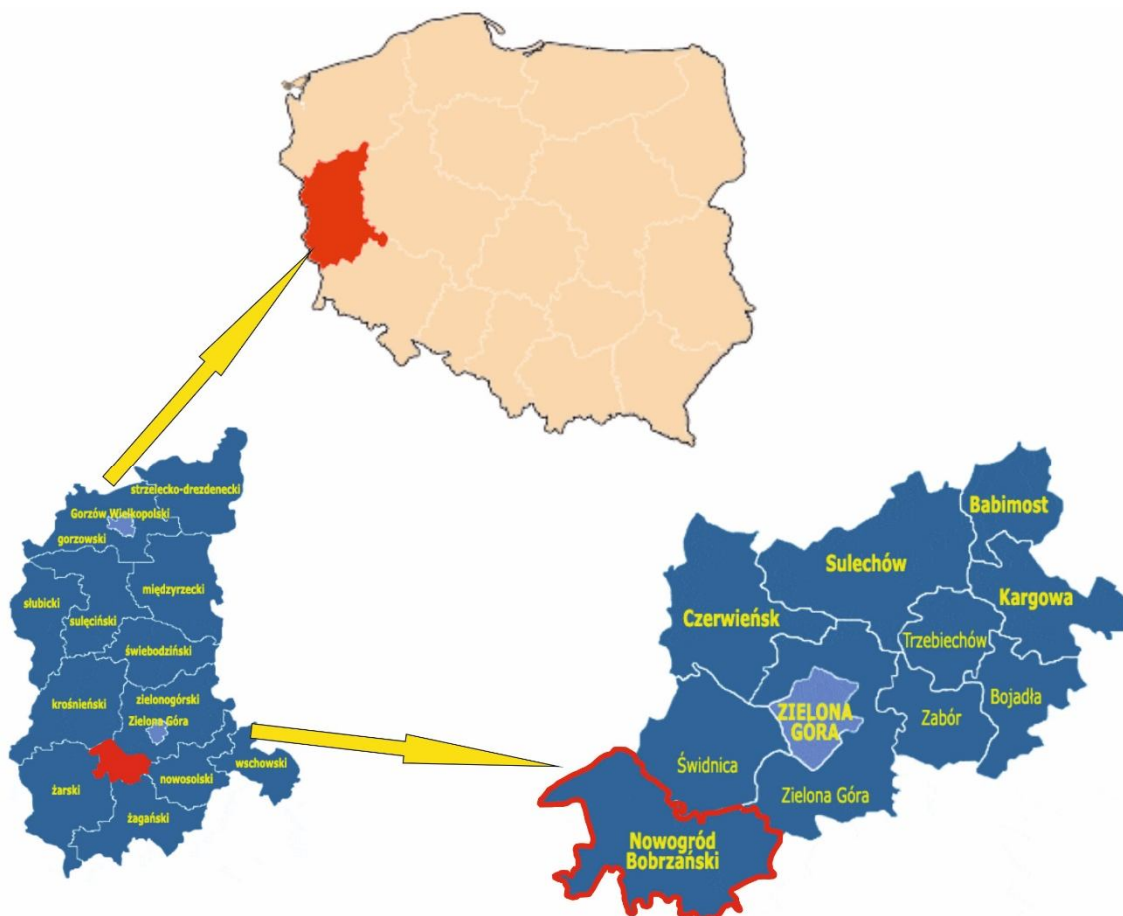 strzelecko-drezdenecki
Gorzów Wielkopolski
gorzowski
międzyrzecki
słubicki
sulęciński
świebodziński
krośnieński
zielonogórski
Zielona Góra
wschowski
nowosolski
żarski
żagański
Babimost
Sulechów
Kargowa
Czerwieńsk
Trzebiechów
Bojadła
ZIELONA
GÓRA
Zabór
Świdnica
Zielona Góra
Nowogród
Bobrzański